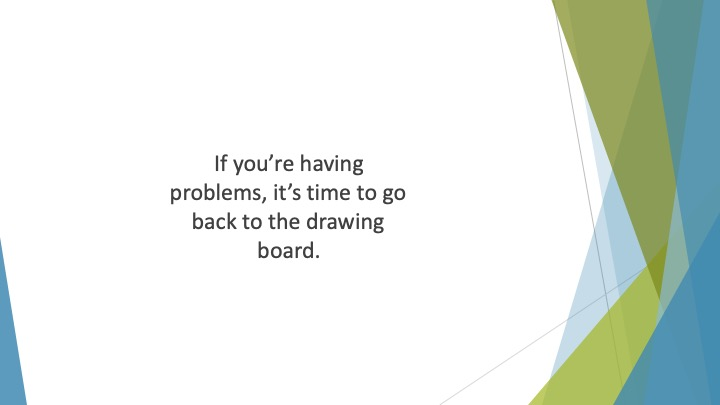 If you’re having
problems, it’s time to go
back to the drawing
board.